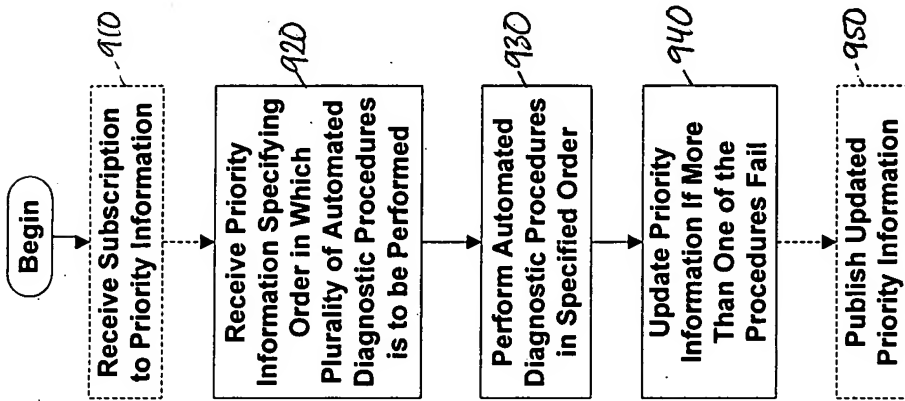 Begin
910
Receive Subscription
to Priority Information
920
Receive Priority
Information Specifying
Order in Which
Plurality of Automated
Diagnostic Procedures
is to be Performed
930
Perform Automated
Diagnostic Procedures
in Specified Order
940
Update Priority
Information If More
Than One of the
Procedures Fail
950
Publish Updated
Priority Information